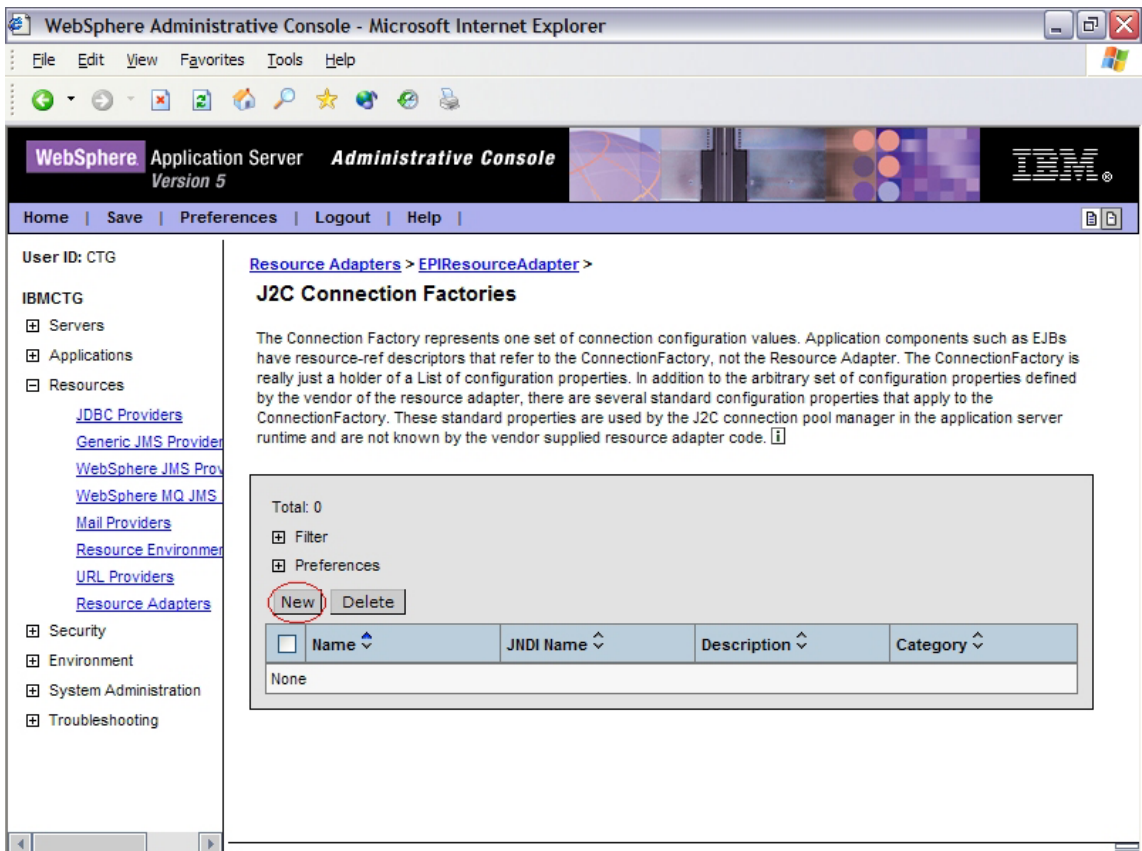 WebSphere Administrative Console - Microsoft Internet Explorer
File Edit View Favorites Tools Help
WebSphere Application Server Administrative Console
Version 5
IBM®
Home | Save | Preferences | Logout | Help |
User ID: CTG
IBMCTG
Servers
Applications
Resources
JDBC Providers
Generic JMS Provider
WebSphere JMS Prov
WebSphere MQ JMS
Mail Providers
Resource Environmer
URL Providers
Resource Adapters
Security
Environment
System Administration
Troubleshooting
Resource Adapters > EPIResourceAdapter >
J2C Connection Factories
The Connection Factory represents one set of connection configuration values. Application components such as EJBs
have resource-ref descriptors that refer to the ConnectionFactory, not the Resource Adapter. The ConnectionFactory is
really just a holder of a List of configuration properties. In addition to the arbitrary set of configuration properties defined
by the vendor of the resource adapter, there are several standard configuration properties that apply to the
ConnectionFactory. These standard properties are used by the J2C connection pool manager in the application server
runtime and are not known by the vendor supplied resource adapter code. i
Total: 0
Filter
Preferences
New Delete
Name JNDI Name Description Category
None